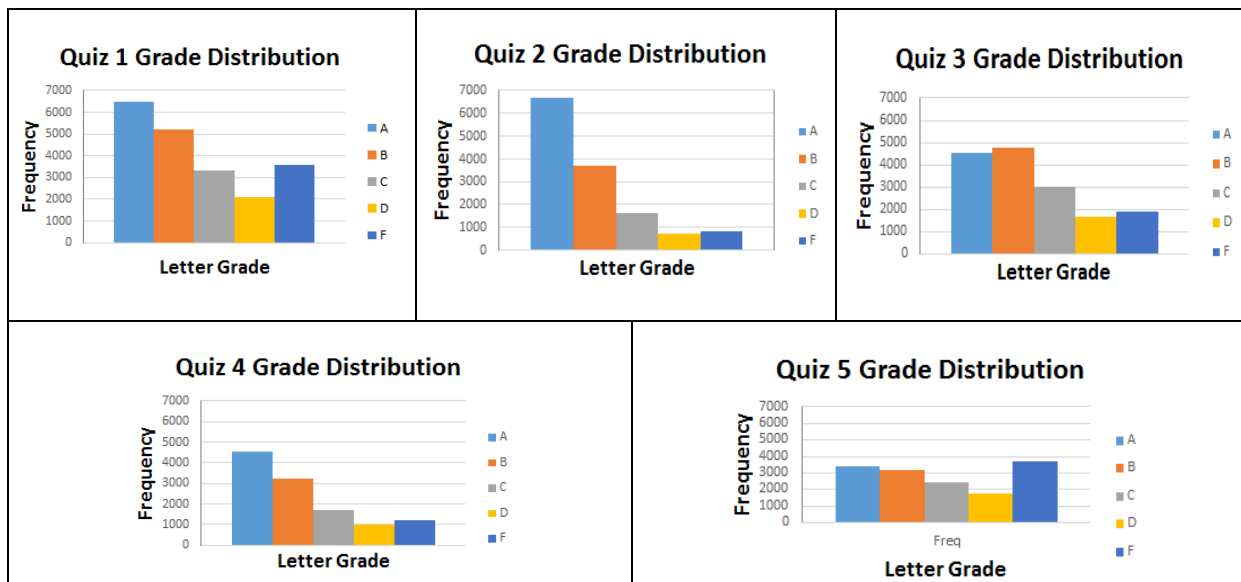 Quiz 1 Grade Distribution
7000
6000
5000
4000
3000
2000
1000
0
Frequency
Letter Grade
A
B
C
D
F
Quiz 2 Grade Distribution
7000
6000
5000
4000
3000
2000
1000
0
Frequency
Letter Grade
A
B
C
D
F
Quiz 3 Grade Distribution
7000
6000
5000
4000
3000
2000
1000
0
Frequency
Letter Grade
A
B
C
D
F
Quiz 4 Grade Distribution
7000
6000
5000
4000
3000
2000
1000
0
Frequency
Letter Grade
A
B
C
D
F
Quiz 5 Grade Distribution
7000
6000
5000
4000
3000
2000
1000
0
Frequency
Freq
Letter Grade
A
B
C
D
F